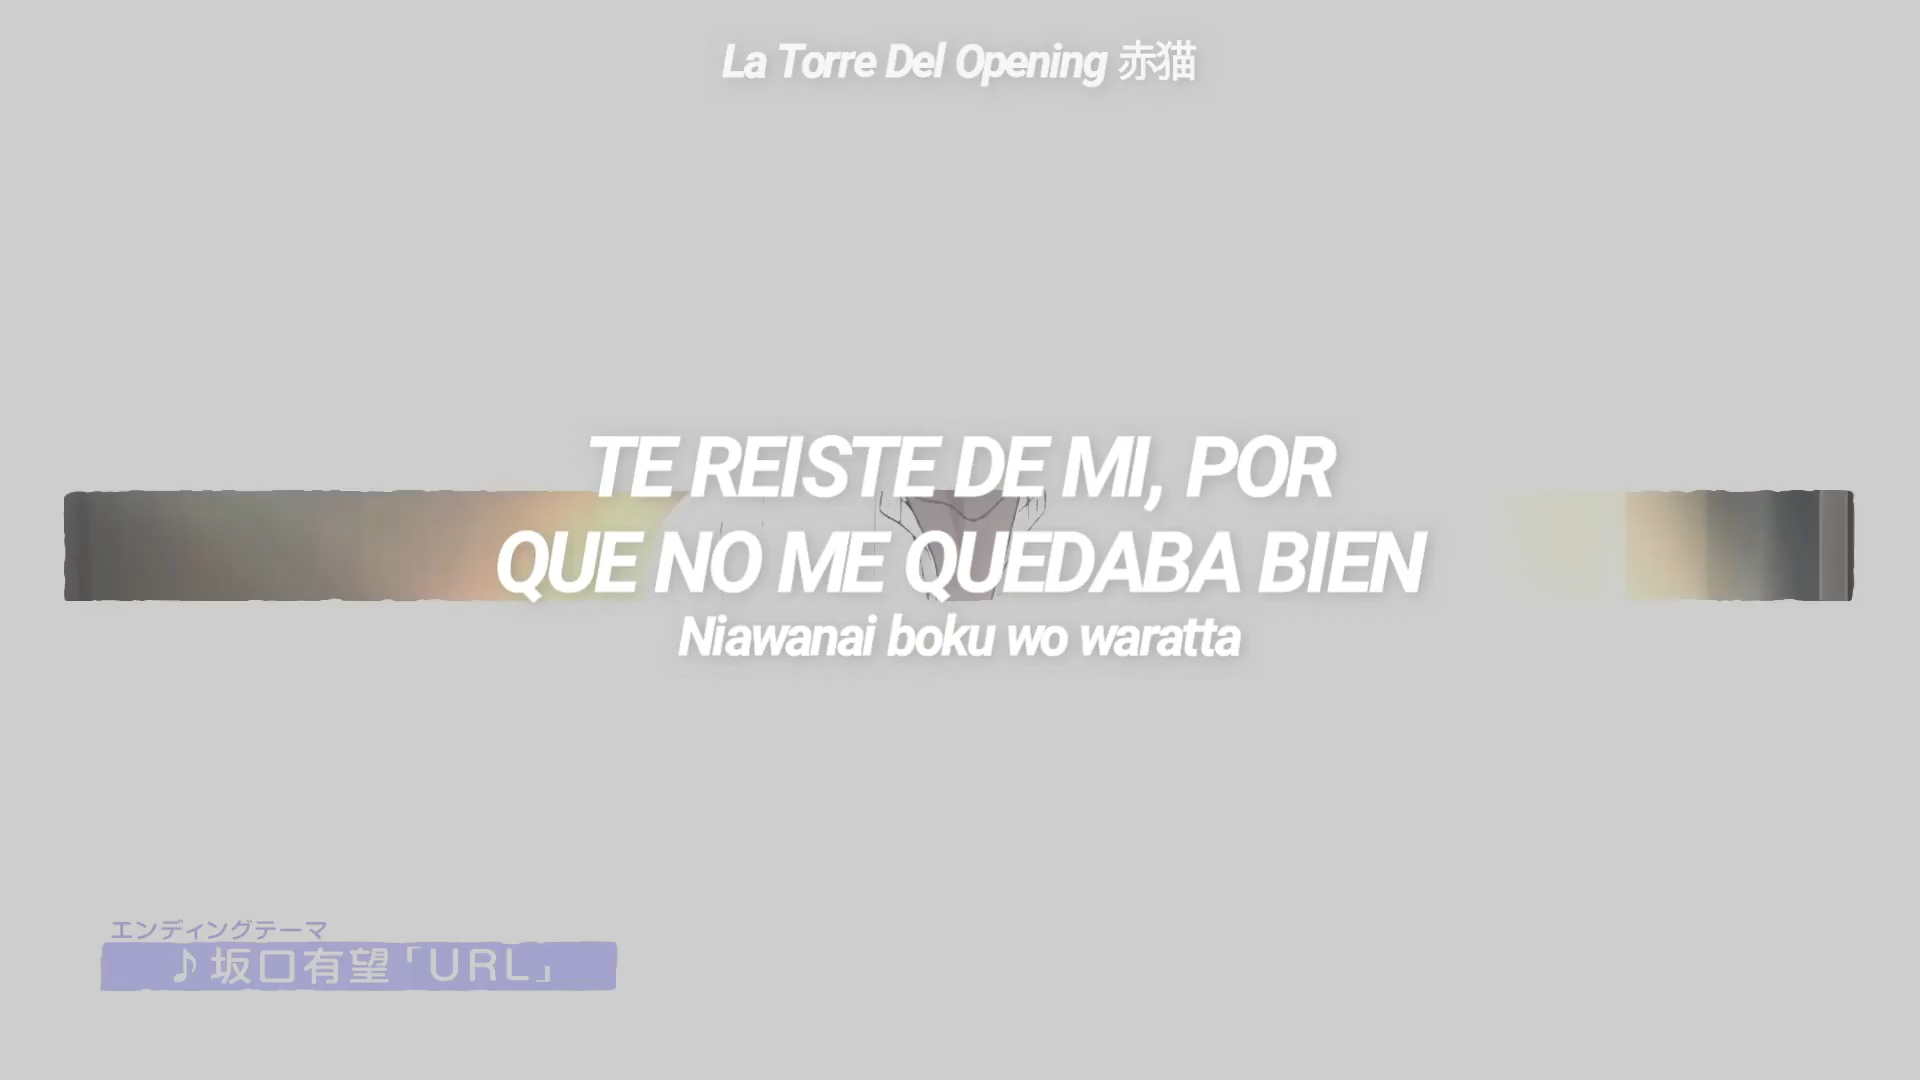 La Torre Del Opening 赤猫
TE REISTE DE MI, POR
QUE NO ME QUEDABA BIEN
Niawanai boku wo waratta
エンディングテーマ
♪坂口有望「URL」